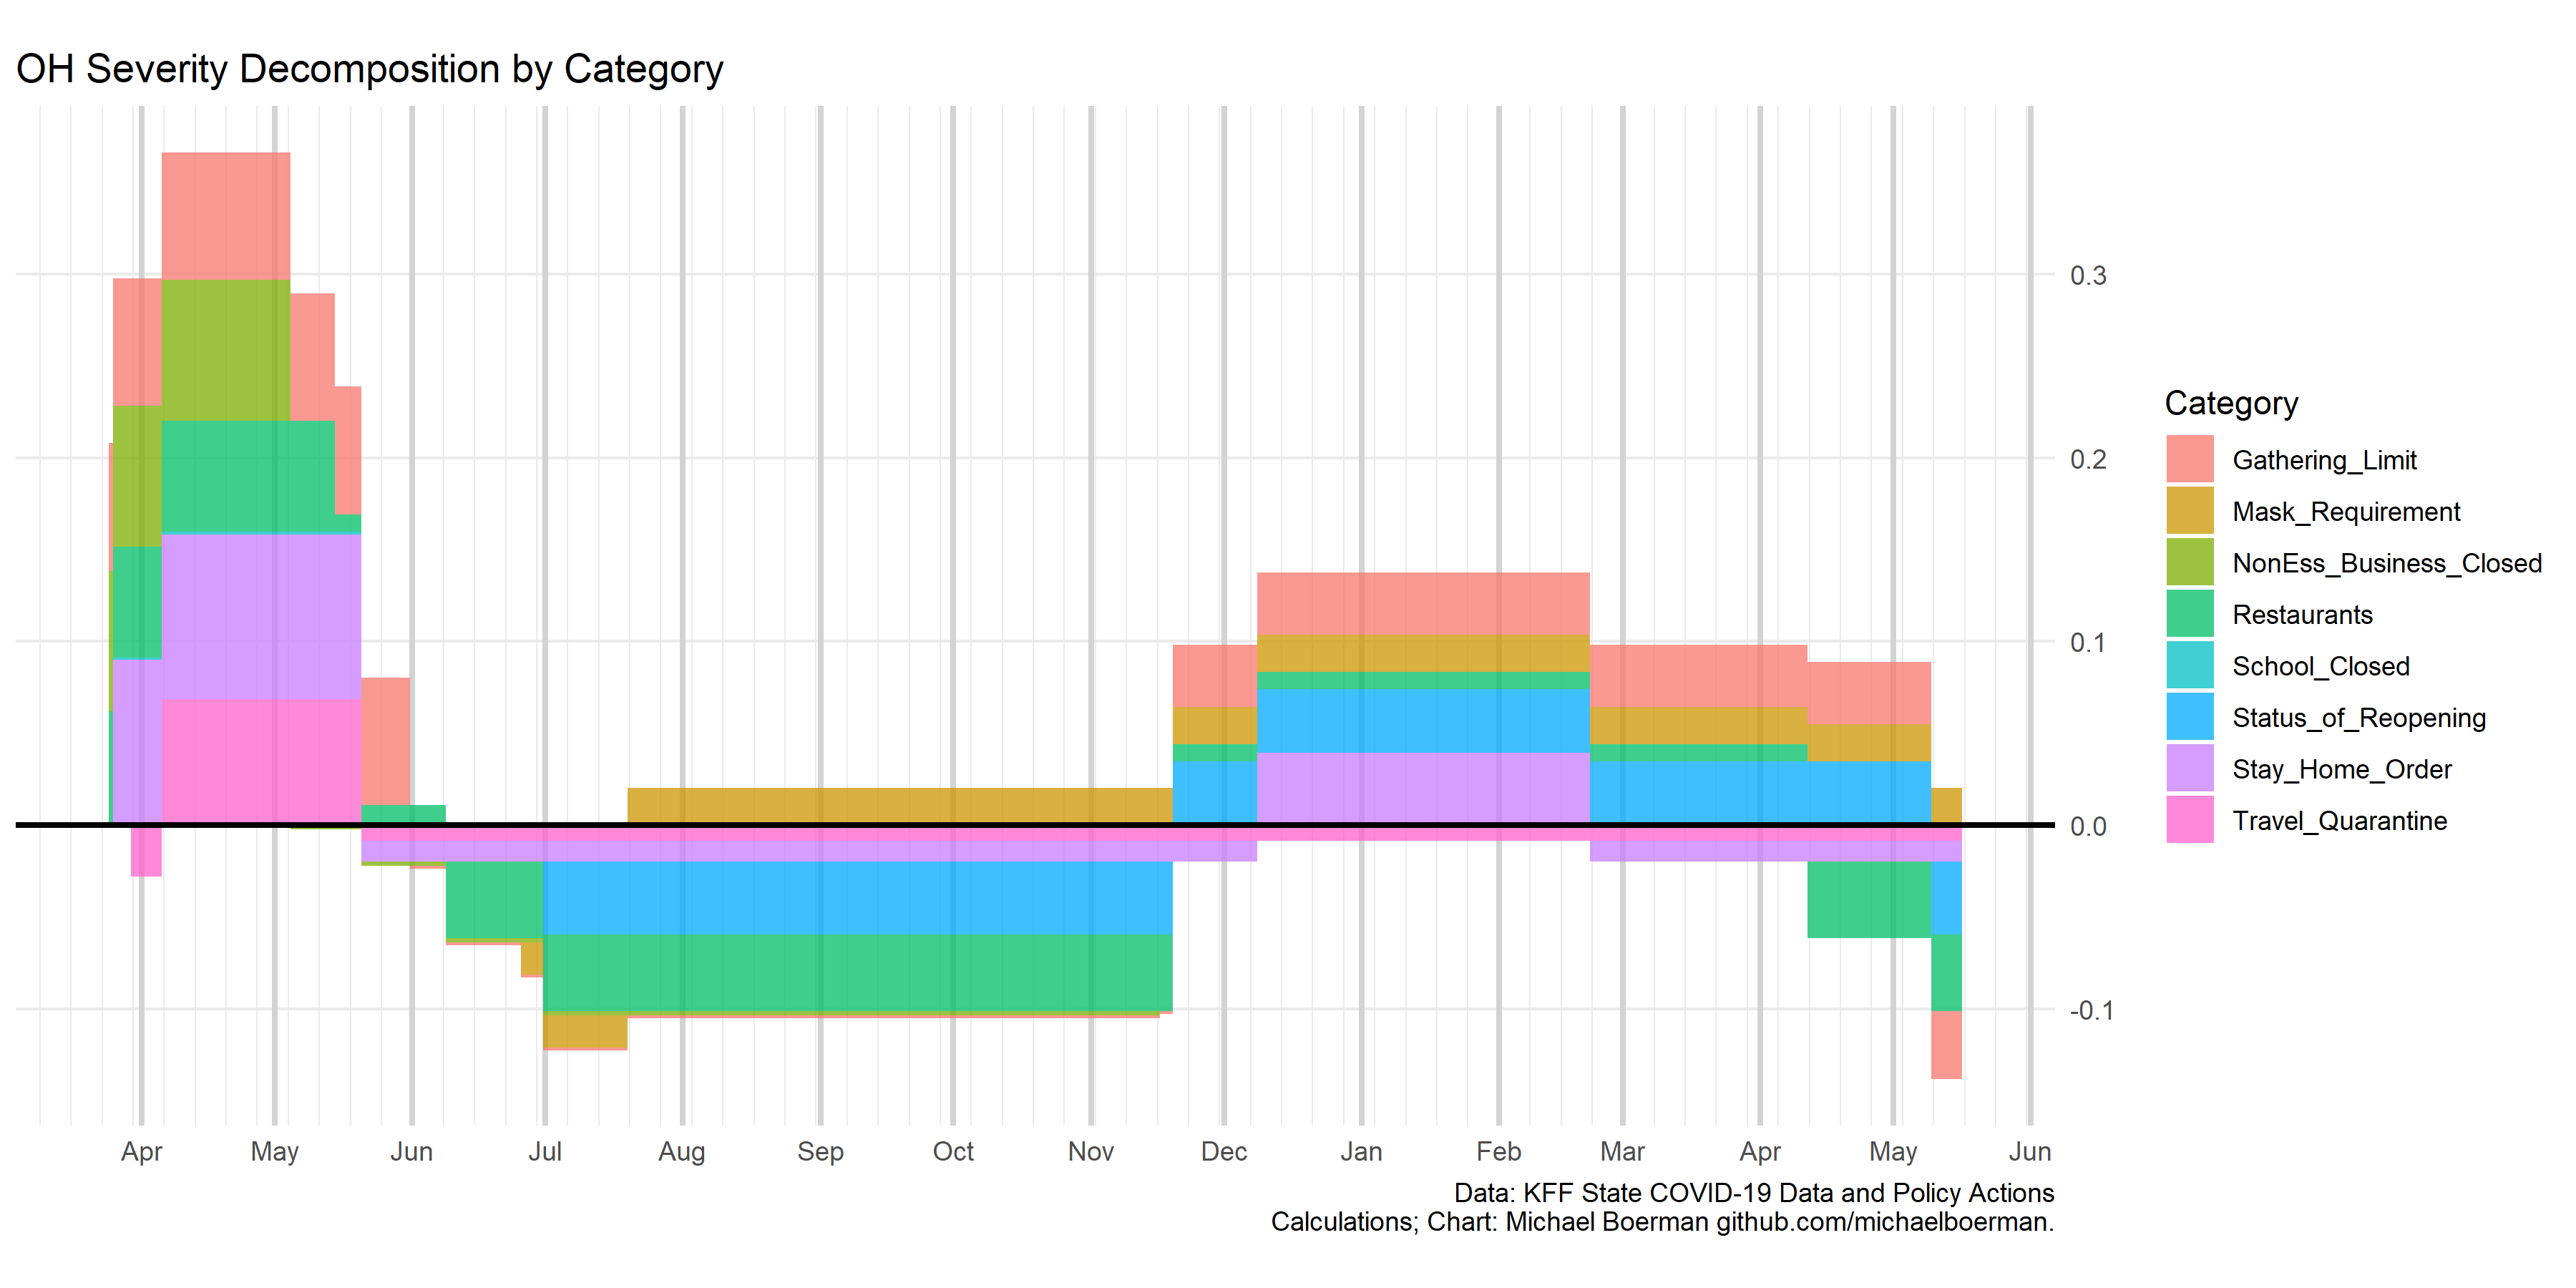 OH Severity Decomposition by Category
0.3
0.2
0.1
0.0
-0.1
Apr May Jun Jul Aug Sep Oct Nov Dec Jan Feb Mar Apr May Jun
Category
Gathering_Limit
Mask_Requirement
NonEss_Business_Closed
Restaurants
School_Closed
Status_of_Reopening
Stay_Home_Order
Travel_Quarantine
Data: KFF State COVID-19 Data and Policy Actions
Calculations; Chart: Michael Boerman github.com/michaelboerman.